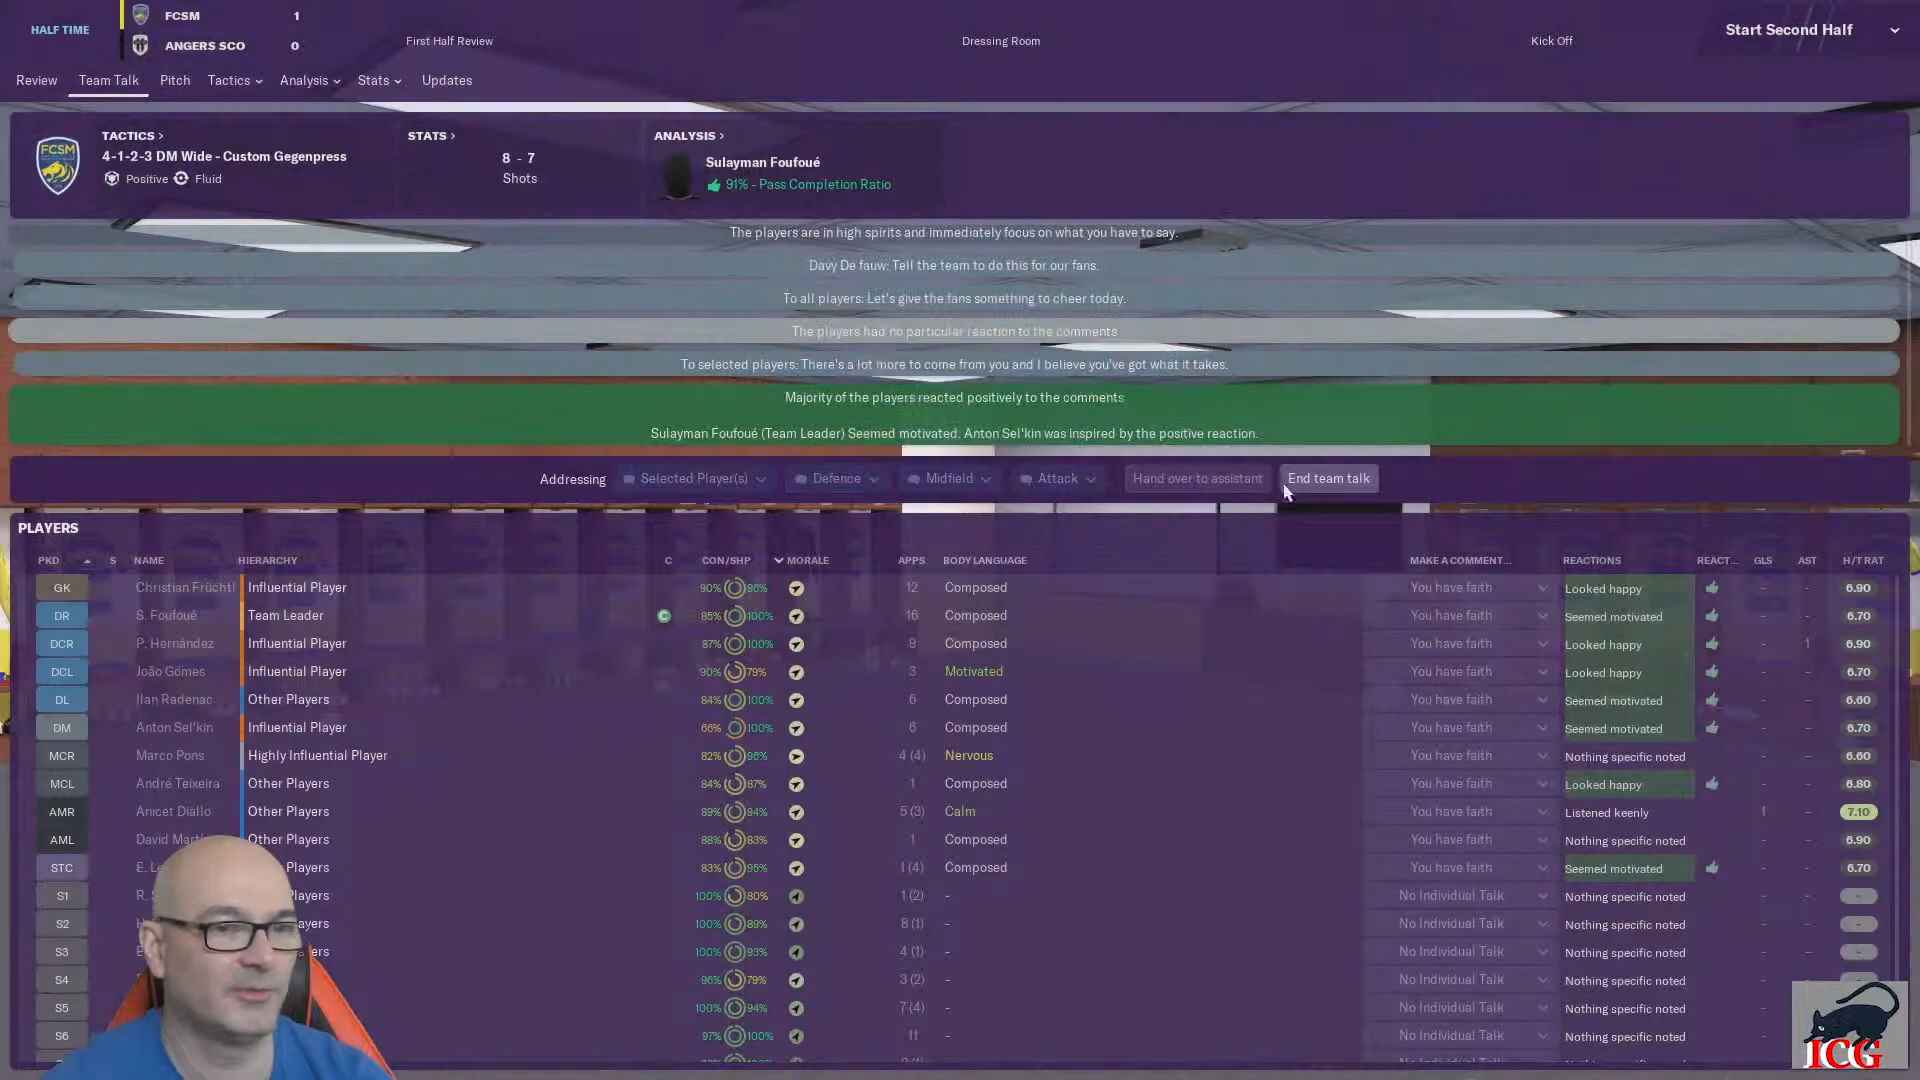 HALF TIME
FCSM 1
ANGERS SCO 0
First Half Review
Dressing Room
Kick Off
Start Second Half
Review Team Talk Pitch Tactics Analysis Stats Updates
FCSM
TACTICS >
4-1-2-3 DM Wide - Custom Gegenpress
Positive Fluid
STATS >
8 - 7
Shots
ANALYSIS >
Sulayman Foufoué
91% - Pass Completion Ratio
The players are in high spirits and immediately focus on what you have to say.
Davy De fauw: Tell the team to do this for our fans.
To all players: Let's give the fans something to cheer today.
The players had no particular reaction to the comments
To selected players: There's a lot more to come from you and I believe you've got what it takes.
Majority of the players reacted positively to the comments
Sulayman Foufoué (Team Leader) Seemed motivated. Anton Sel'kin was inspired by the positive reaction.
Addressing Selected Player(s) Defence Midfield Attack Hand over to assistant End team talk
PLAYERS
PKD S NAME HIERARCHY C CON/SHP MORALE APPS BODY LANGUAGE MAKE A COMMENT... REACTIONS REACT... GLS AST H/T RAT
GK Christian Früchtl Influential Player 90% 96% 12 Composed You have faith Looked happy - - 6.90
DR S. Foufoué Team Leader C 85% 100% 16 Composed You have faith Seemed motivated - - 6.70
DCR P. Hernández Influential Player 87% 100% 9 Composed You have faith Looked happy - 1 6.90
DCL João Gomes Influential Player 90% 79% 3 Motivated You have faith Looked happy - - 6.70
DL Ilan Radenac Other Players 84% 100% 6 Composed You have faith Seemed motivated - - 6.60
DM Anton Sel'kin Influential Player 66% 100% 6 Composed You have faith Seemed motivated - - 6.70
MCR Marco Pons Highly Influential Player 82% 96% 4 (4) Nervous You have faith Nothing specific noted - - 6.60
MCL André Teixeira Other Players 84% 87% 1 Composed You have faith Looked happy - - 6.80
AMR Anicet Diallo Other Players 89% 94% 5 (3) Calm You have faith Listened keenly 1 - 7.10
AML David Other Players 88% 83% 1 Composed You have faith Nothing specific noted - - 6.90
STC Players 83% 95% 1 (4) Composed You have faith Seemed motivated - - 6.70
S1 R. Players 100% 80% 1 (2) - No Individual Talk Nothing specific noted - - -
S2 100% 89% 8 (1) - No Individual Talk Nothing specific noted - - -
S3 100% 93% 4 (1) - No Individual Talk Nothing specific noted - - -
S4 96% 79% 3 (2) - No Individual Talk Nothing specific noted - - -
S5 100% 94% 7 (4) - No Individual Talk Nothing specific noted
S6 97% 100% 11 - No Individual Talk Nothing specific noted
ICG